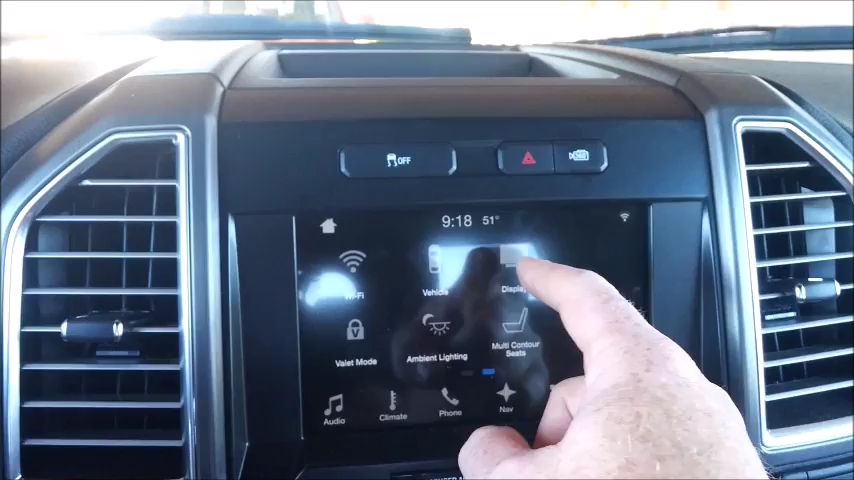 OFF
9:18 51°
Wi-Fi Vehicle Display
Valet Mode Ambient Lighting Multi Contour
Seats
Audio Climate Phone Nav